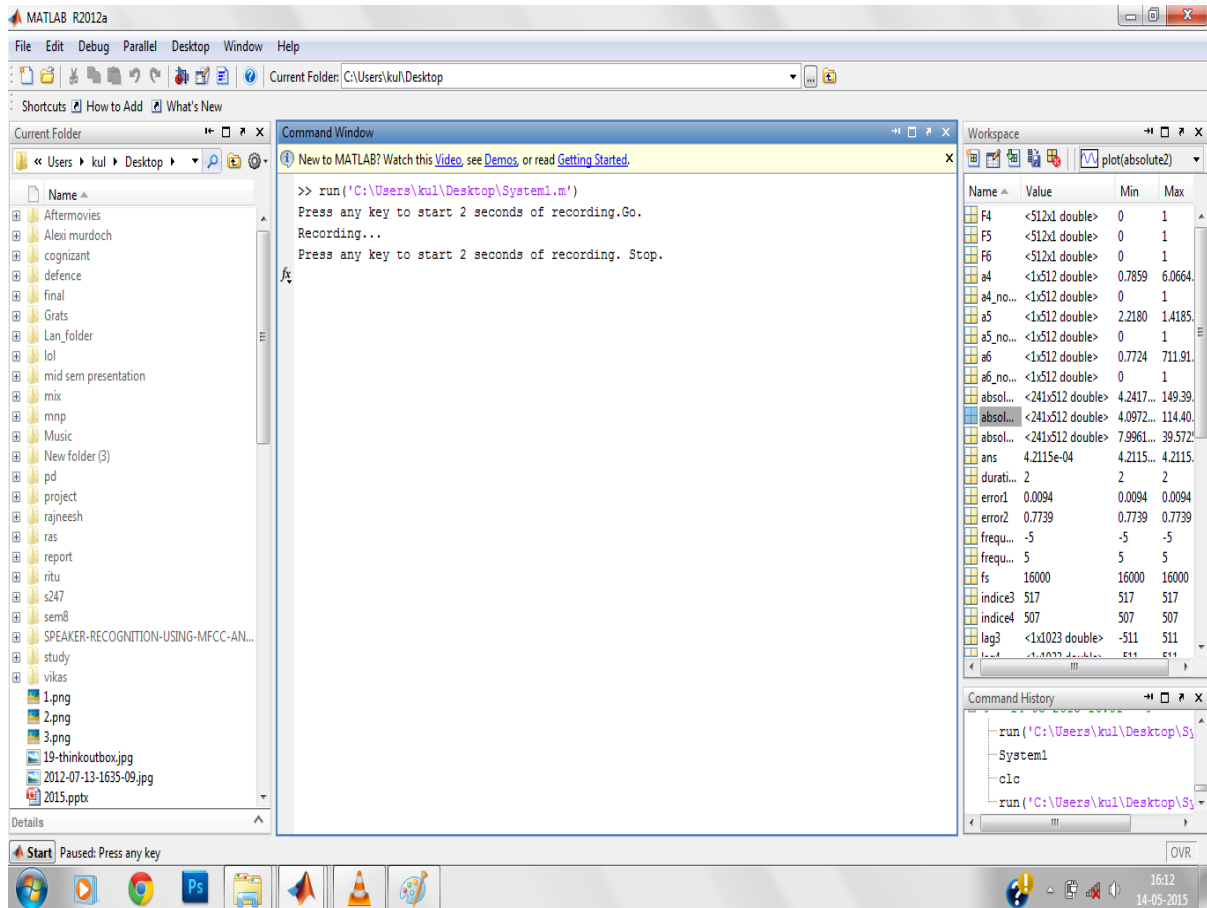 MATLAB R2012a
File Edit Debug Parallel Desktop Window Help
Current Folder: C:\Users\kul\Desktop
Shortcuts How to Add What's New
Current Folder
« Users kul Desktop
Name
Aftermovies
Alexi murdoch
cognizant
defence
final
Grats
Lan_folder
lol
mid sem presentation
mix
mnp
Music
New folder (3)
pd
project
rajneesh
ras
report
ritu
s247
sem8
SPEAKER-RECOGNITION-USING-MFCC-AN...
study
vikas
1.png
2.png
3.png
19-thinkoutbox.jpg
2012-07-13-1635-09.jpg
2015.pptx
Details
Command Window
New to MATLAB? Watch this Video, see Demos, or read Getting Started.
>> run('C:\Users\kul\Desktop\System1.m')
Press any key to start 2 seconds of recording.Go.
Recording...
Press any key to start 2 seconds of recording. Stop.
fx
Workspace
plot(absolute2)
Name Value Min Max
F4 <512x1 double> 0 1
F5 <512x1 double> 0 1
F6 <512x1 double> 0 1
a4 <1x512 double> 0.7859 6.0664.
a4_no... <1x512 double> 0 1
a5 <1x512 double> 2.2180 1.4185.
a5_no... <1x512 double> 0 1
a6 <1x512 double> 0.7724 711.91.
a6_no... <1x512 double> 0 1
absol... <241x512 double> 4.2417... 149.39.
absol... <241x512 double> 4.0972... 114.40.
absol... <241x512 double> 7.9961... 39.572
ans 4.2115e-04 4.2115... 4.2115.
durati... 2 2 2
error1 0.0094 0.0094 0.0094
error2 0.7739 0.7739 0.7739
frequ... -5 -5 -5
frequ... 5 5 5
fs 16000 16000 16000
indice3 517 517 517
indice4 507 507 507
lag3 <1x1023 double> -511 511
Command History
run('C:\Users\kul\Desktop\Sy
System1
clc
run('C:\Users\kul\Desktop\Sy
Start Paused: Press any key
OVR
Ps
16:12
14-05-2015